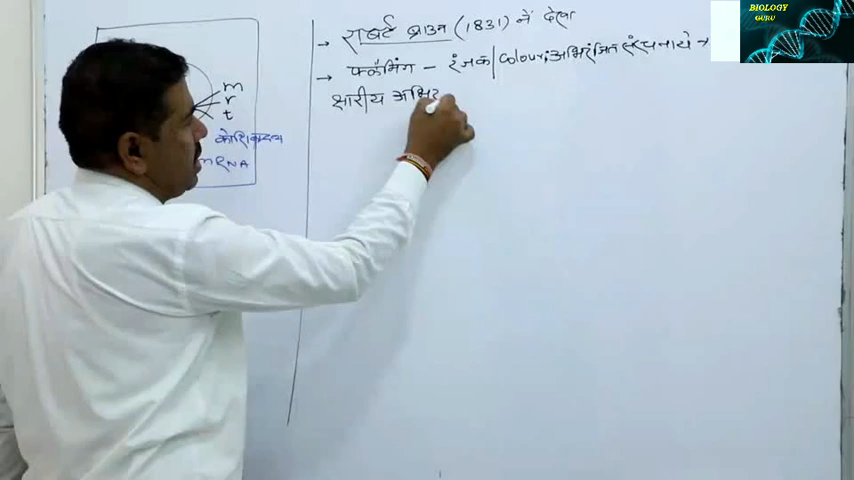 BIOLOGY
GURU
m
r
t
mRNA
→ राबर्ट ब्राउन (1831) ने देखा
→ फ्लेमिंग - रंजक/Colour; अभिरंजित संरचनाये →
क्षारीय अभिर